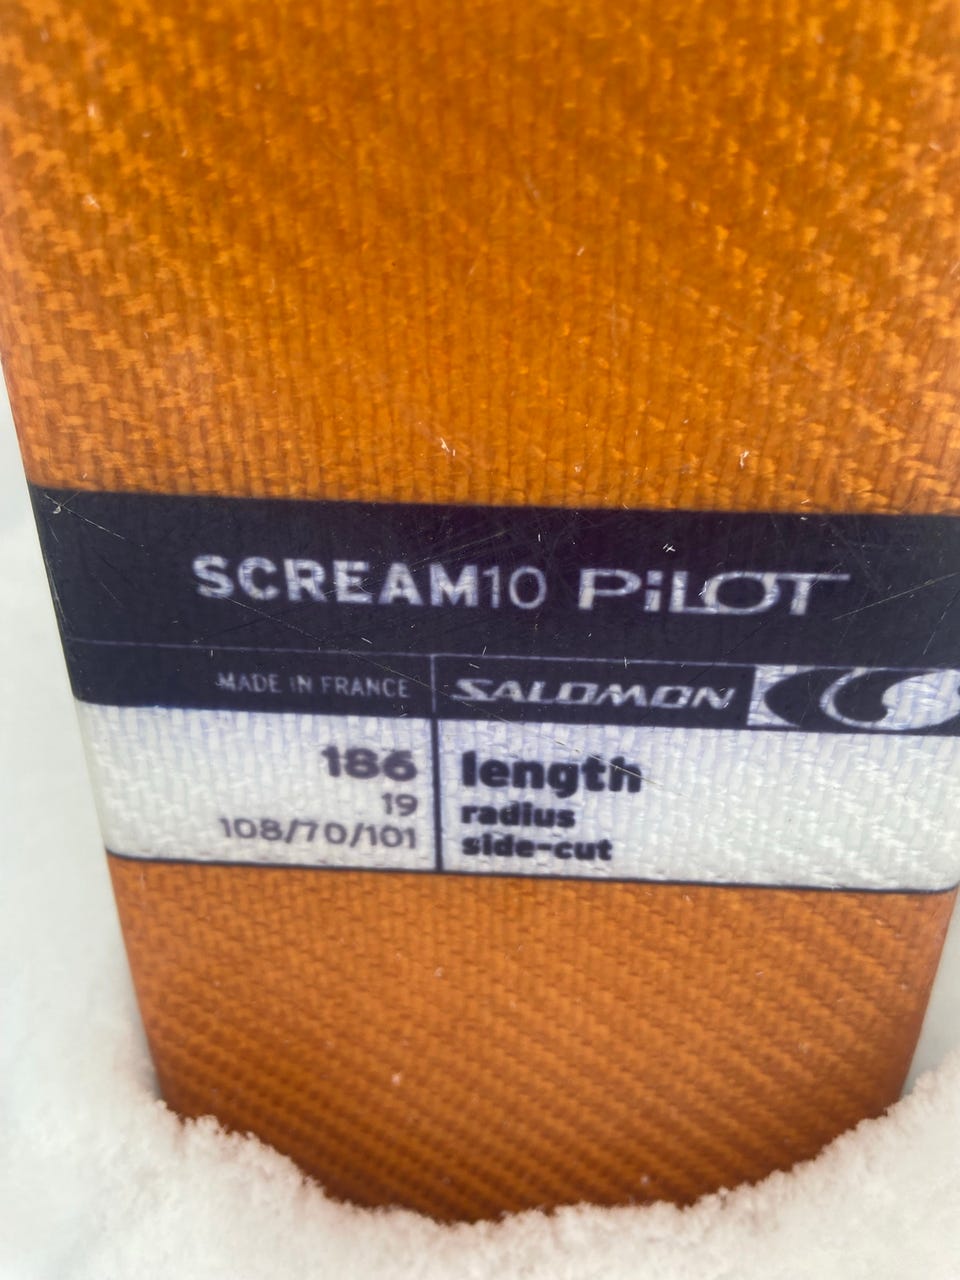 SCREAM10 PiLOT
MADE IN FRANCE SALOMON
186 length
19 radius
108/70/101 side-cut